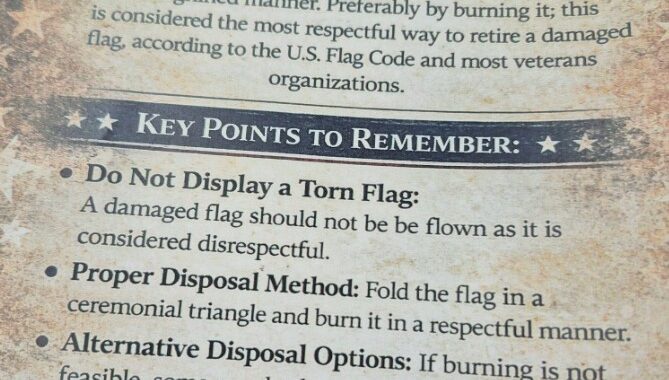 manner. Preferably by burning it; this
is considered the most respectful way to retire a damaged
flag, according to the U.S. Flag Code and most veterans
organizations.
KEY POINTS TO REMEMBER:
• Do Not Display a Torn Flag:
A damaged flag should not be be flown as it is
considered disrespectful.
• Proper Disposal Method: Fold the flag in a
ceremonial triangle and burn it in a respectful manner.
• Alternative Disposal Options: If burning is not
feasible,